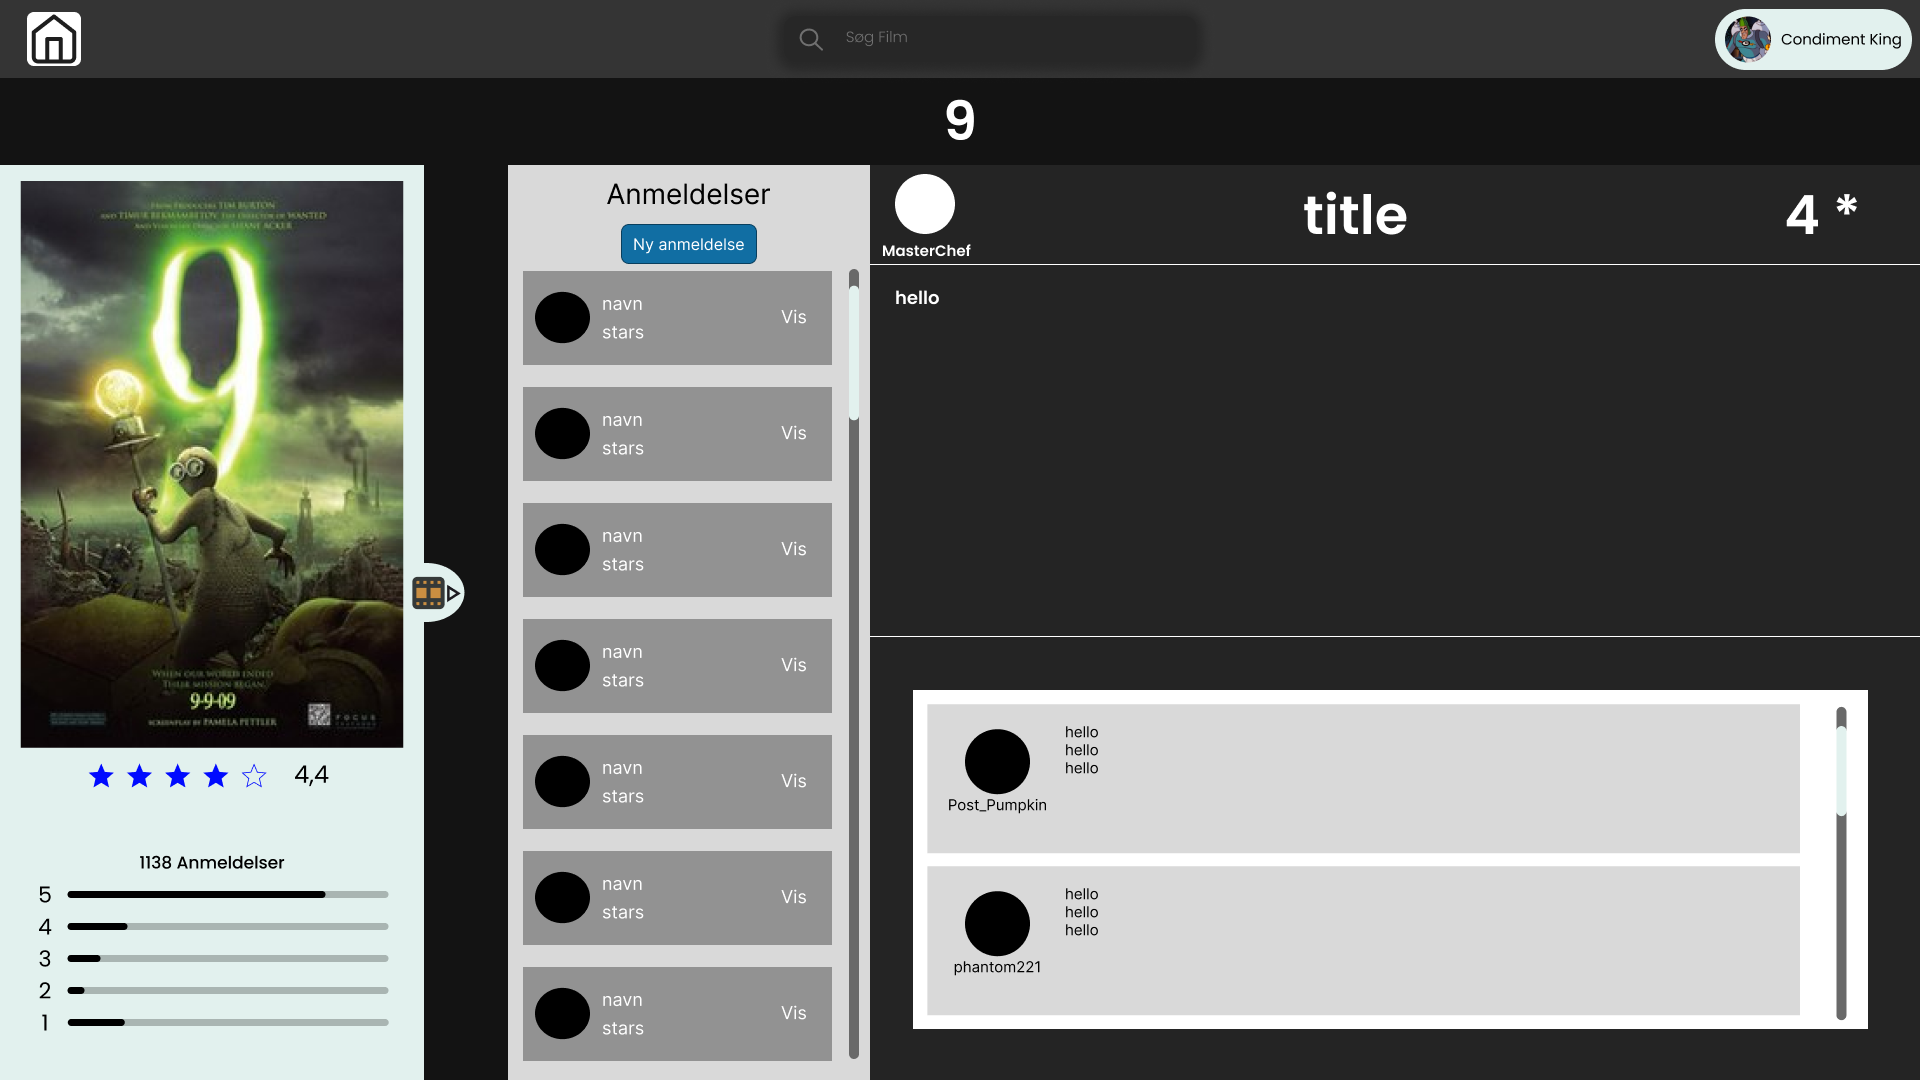 Søg Film
Condiment King
9
FROM PRODUCERS TIM BURTON
AND TIMUR BEKMAMBETOV, THE DIRECTOR OF WANTED
AND VISIONARY DIRECTOR SHANE ACKER
9
WHEN OUR WORLD ENDED
THEIR MISSION BEGAN.
9-9-09
SCREENPLAY BY PAMELA PETTLER
FOCUS
4,4
1138 Anmeldelser
5
4
3
2
1
Anmeldelser
Ny anmeldelse
navn
stars
Vis
navn
stars
Vis
navn
stars
Vis
navn
stars
Vis
navn
stars
Vis
navn
stars
Vis
navn
stars
Vis
MasterChef
title
4 *
hello
hello
hello
hello
Post_Pumpkin
hello
hello
hello
phantom221